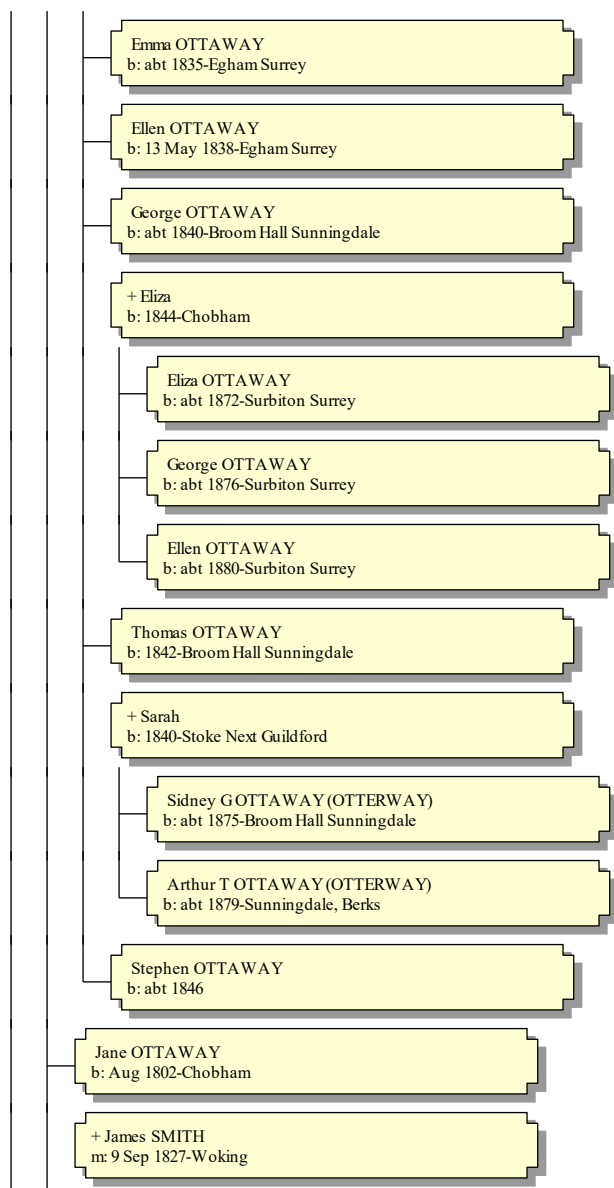 Emma OTTAWAY
b: abt 1835-Egham Surrey
Ellen OTTAWAY
b: 13 May 1838-Egham Surrey
George OTTAWAY
b: abt 1840-Broom Hall Sunningdale
+ Eliza
b: 1844-Chobham
Eliza OTTAWAY
b: abt 1872-Surbiton Surrey
George OTTAWAY
b: abt 1876-Surbiton Surrey
Ellen OTTAWAY
b: abt 1880-Surbiton Surrey
Thomas OTTAWAY
b: 1842-Broom Hall Sunningdale
+ Sarah
b: 1840-Stoke Next Guildford
Sidney G OTTAWAY (OTTERWAY)
b: abt 1875-Broom Hall Sunningdale
Arthur T OTTAWAY (OTTERWAY)
b: abt 1879-Sunningdale, Berks
Stephen OTTAWAY
b: abt 1846
Jane OTTAWAY
b: Aug 1802-Chobham
+ James SMITH
m: 9 Sep 1827-Woking